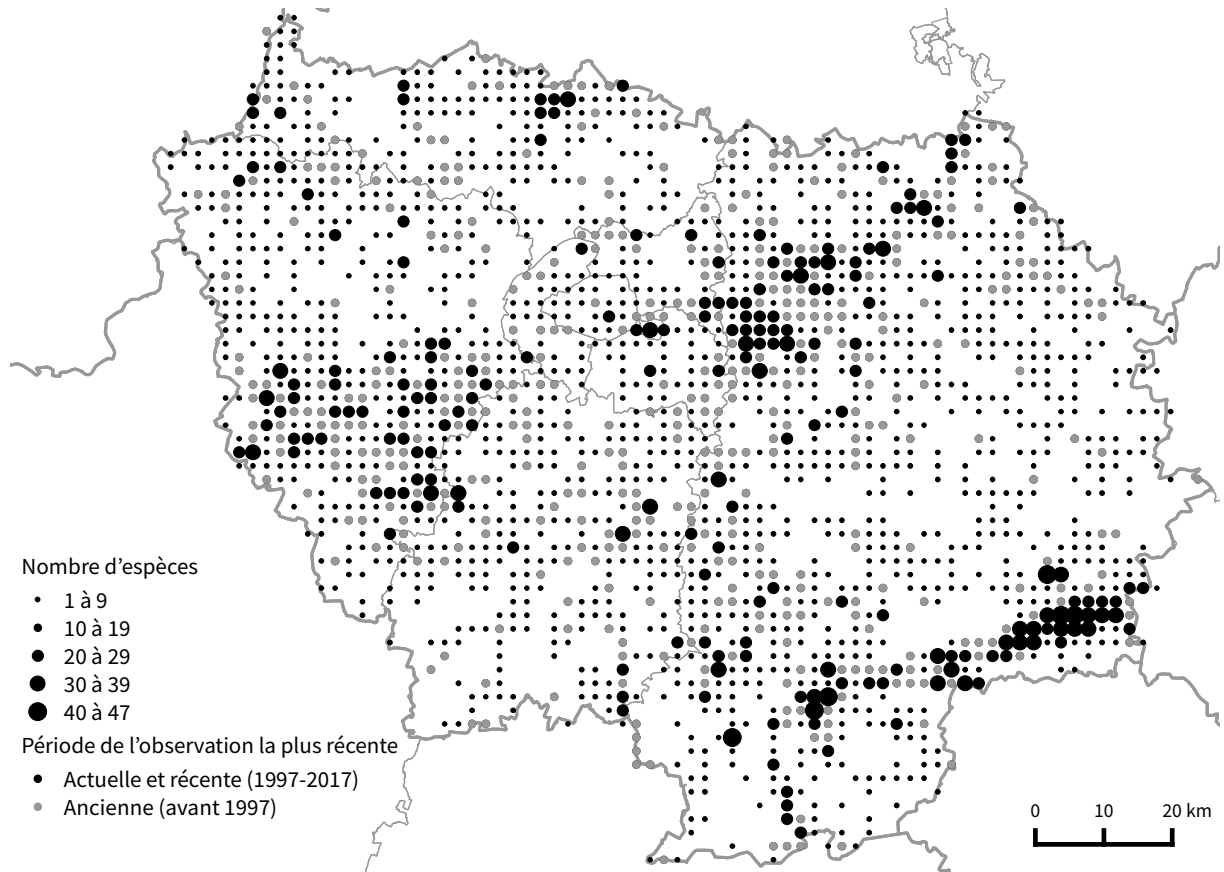 Nombre d’espèces
1 à 9
10 à 19
20 à 29
30 à 39
40 à 47
Période de l’observation la plus récente
Actuelle et récente (1997-2017)
Ancienne (avant 1997)
0 10 20 km